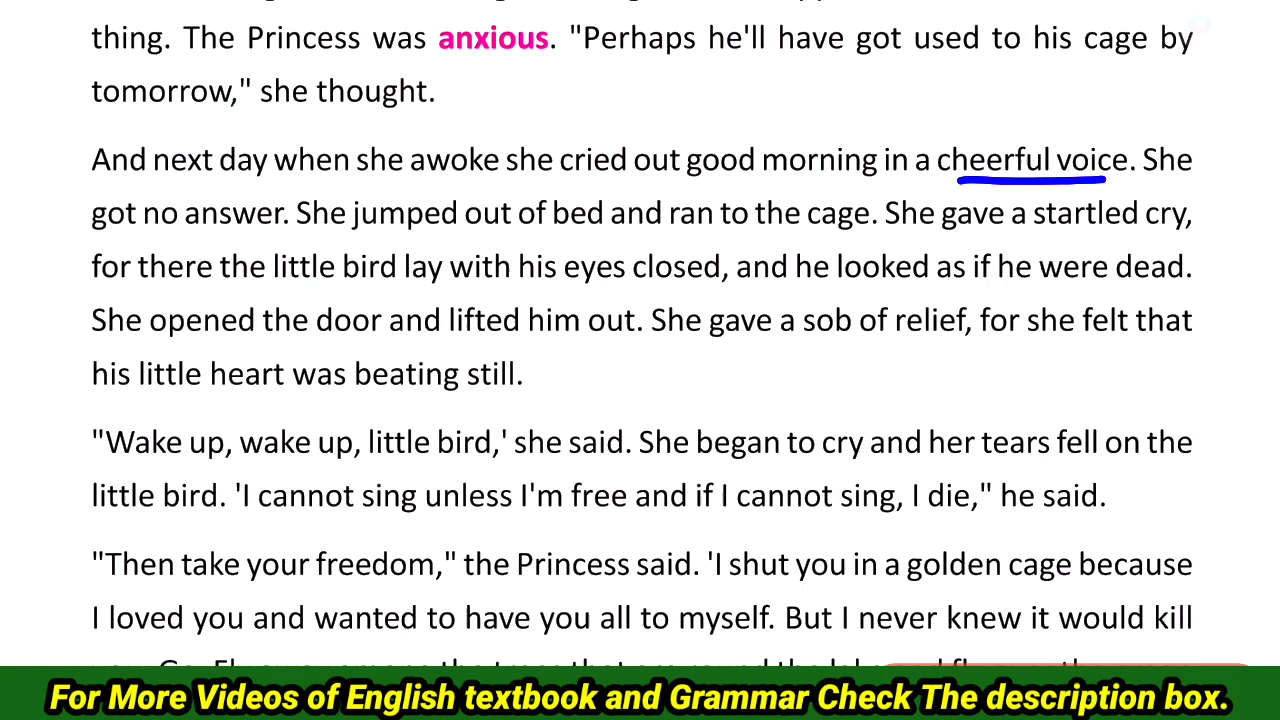 thing. The Princess was anxious. "Perhaps he'll have got used to his cage by
tomorrow," she thought.
And next day when she awoke she cried out good morning in a cheerful voice. She
got no answer. She jumped out of bed and ran to the cage. She gave a startled cry,
for there the little bird lay with his eyes closed, and he looked as if he were dead.
She opened the door and lifted him out. She gave a sob of relief, for she felt that
his little heart was beating still.
"Wake up, wake up, little bird,' she said. She began to cry and her tears fell on the
little bird. 'I cannot sing unless I'm free and if I cannot sing, I die," he said.
"Then take your freedom," the Princess said. 'I shut you in a golden cage because
I loved you and wanted to have you all to myself. But I never knew it would kill
For More Videos of English textbook and Grammar Check The description box.